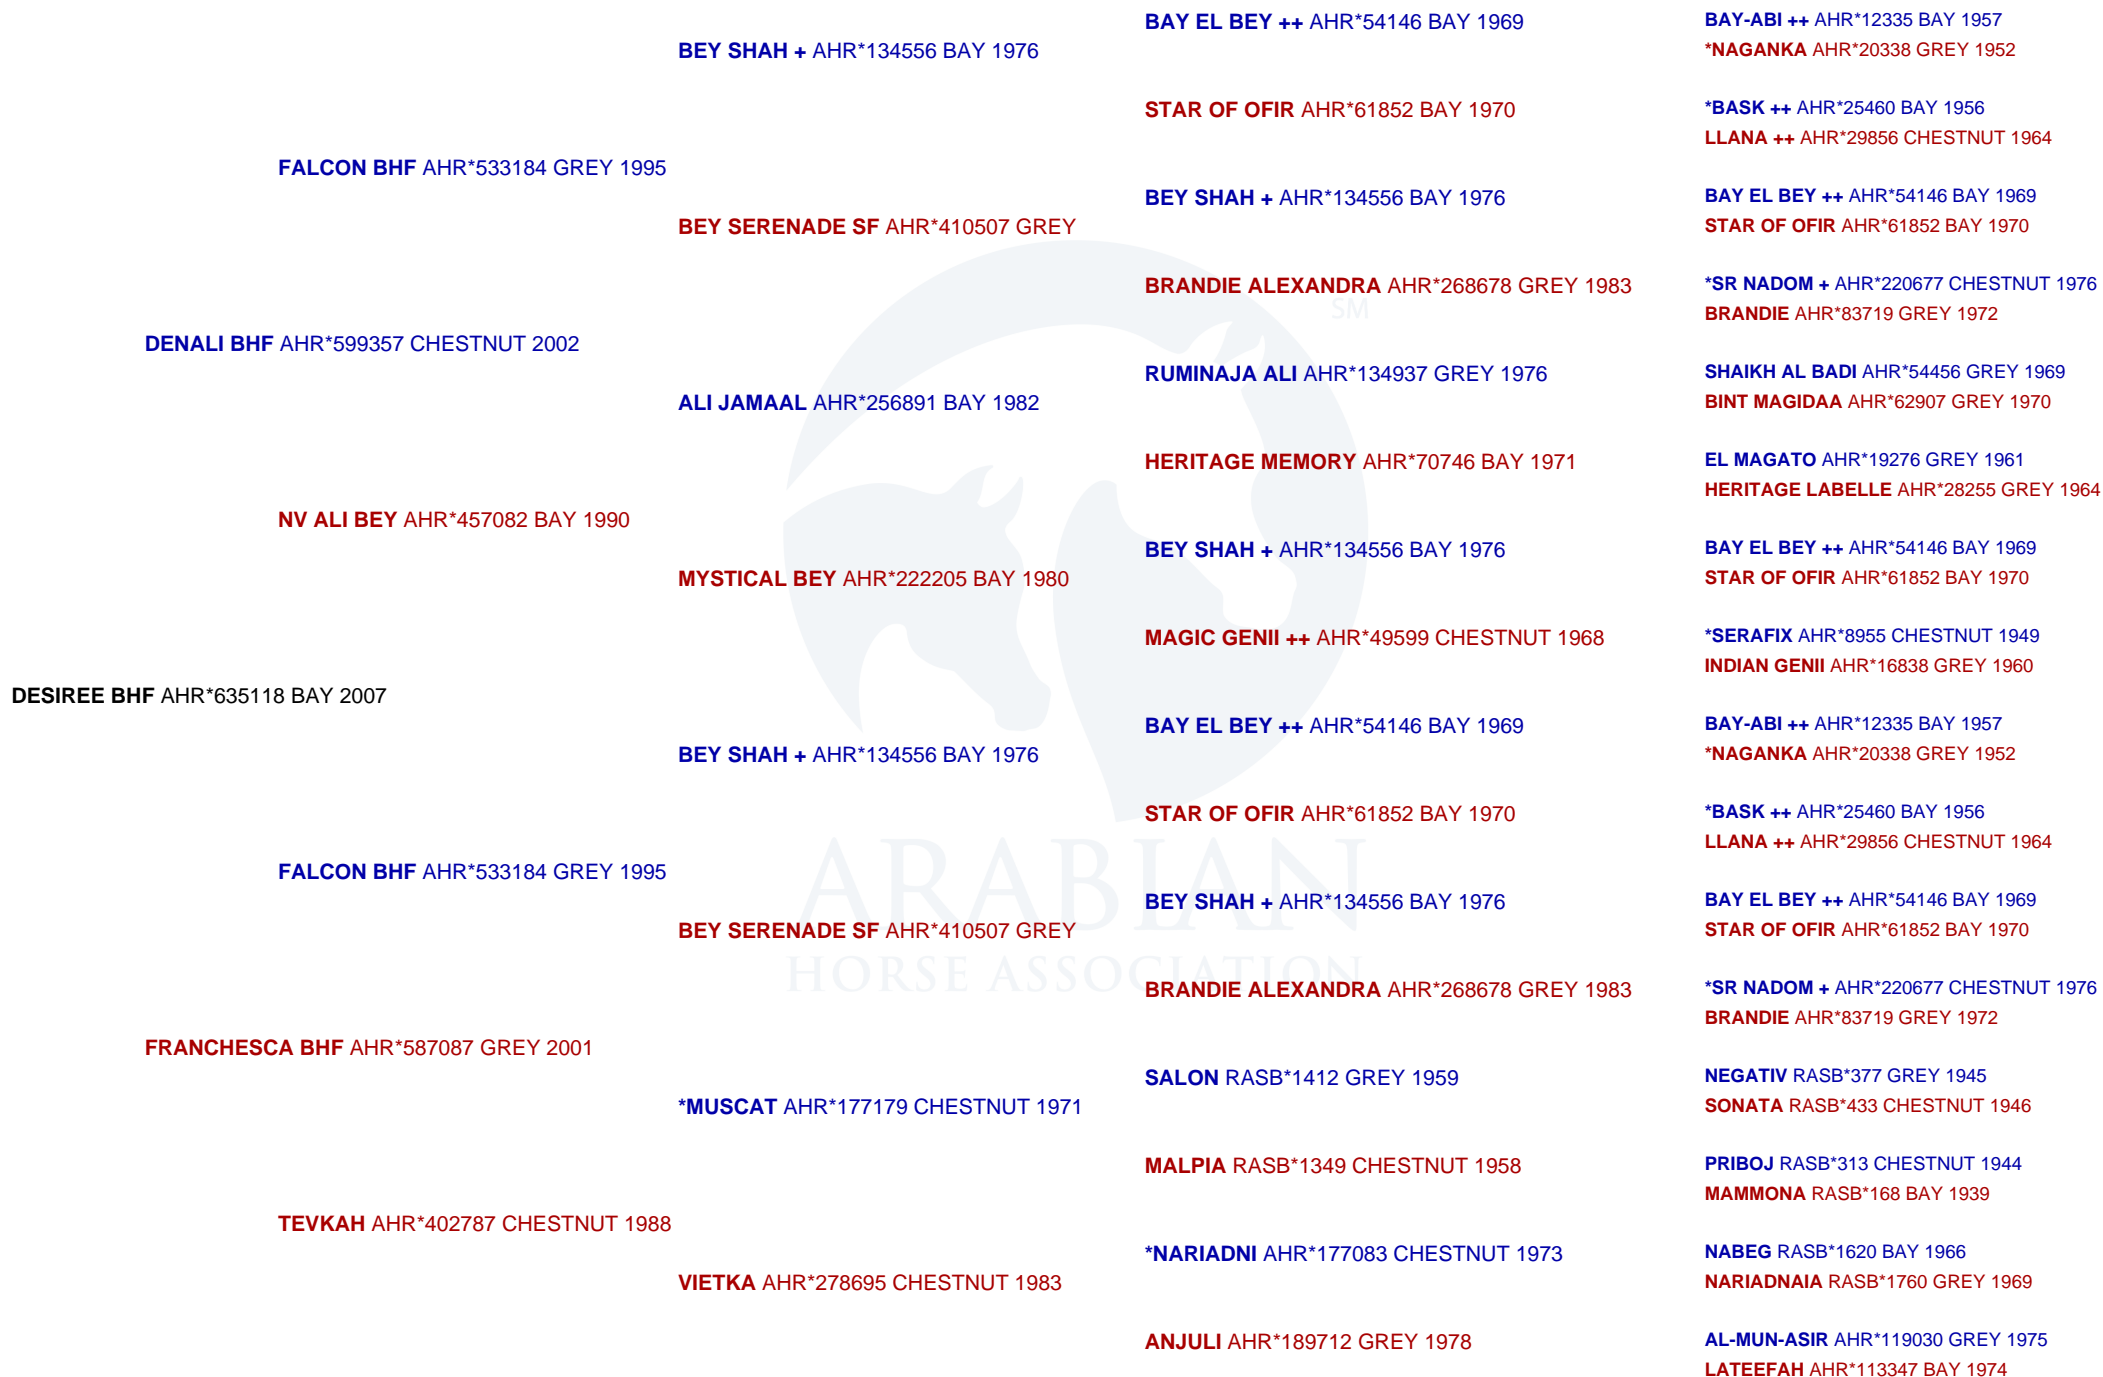 BAY EL BEY ++ AHR*54146 BAY 1969
BAY-ABI ++ AHR*12335 BAY 1957
BEY SHAH + AHR*134556 BAY 1976
*NAGANKA AHR*20338 GREY 1952
STAR OF OFIR AHR*61852 BAY 1970
*BASK ++ AHR*25460 BAY 1956
LLANA ++ AHR*29856 CHESTNUT 1964
FALCON BHF AHR*533184 GREY 1995
BEY SHAH + AHR*134556 BAY 1976
BAY EL BEY ++ AHR*54146 BAY 1969
BEY SERENADE SF AHR*410507 GREY
STAR OF OFIR AHR*61852 BAY 1970
BRANDIE ALEXANDRA AHR*268678 GREY 1983
*SR NADOM + AHR*220677 CHESTNUT 1976
SM
BRANDIE AHR*83719 GREY 1972
DENALI BHF AHR*599357 CHESTNUT 2002
RUMINAJA ALI AHR*134937 GREY 1976
SHAIKH AL BADI AHR*54456 GREY 1969
ALI JAMAAL AHR*256891 BAY 1982
BINT MAGIDAA AHR*62907 GREY 1970
HERITAGE MEMORY AHR*70746 BAY 1971
EL MAGATO AHR*19276 GREY 1961
HERITAGE LABELLE AHR*28255 GREY 1964
NV ALI BEY AHR*457082 BAY 1990
BEY SHAH + AHR*134556 BAY 1976
BAY EL BEY ++ AHR*54146 BAY 1969
MYSTICAL BEY AHR*222205 BAY 1980
STAR OF OFIR AHR*61852 BAY 1970
MAGIC GENII ++ AHR*49599 CHESTNUT 1968
*SERAFIX AHR*8955 CHESTNUT 1949
INDIAN GENII AHR*16838 GREY 1960
DESIREE BHF AHR*635118 BAY 2007
BAY EL BEY ++ AHR*54146 BAY 1969
BAY-ABI ++ AHR*12335 BAY 1957
BEY SHAH + AHR*134556 BAY 1976
*NAGANKA AHR*20338 GREY 1952
STAR OF OFIR AHR*61852 BAY 1970
*BASK ++ AHR*25460 BAY 1956
LLANA ++ AHR*29856 CHESTNUT 1964
FALCON BHF AHR*533184 GREY 1995
ARABIAN
BEY SHAH + AHR*134556 BAY 1976
BAY EL BEY ++ AHR*54146 BAY 1969
BEY SERENADE SF AHR*410507 GREY
STAR OF OFIR AHR*61852 BAY 1970
HORSE ASSOCIATION
BRANDIE ALEXANDRA AHR*268678 GREY 1983
*SR NADOM + AHR*220677 CHESTNUT 1976
BRANDIE AHR*83719 GREY 1972
FRANCHESCA BHF AHR*587087 GREY 2001
SALON RASB*1412 GREY 1959
NEGATIV RASB*377 GREY 1945
*MUSCAT AHR*177179 CHESTNUT 1971
SONATA RASB*433 CHESTNUT 1946
MALPIA RASB*1349 CHESTNUT 1958
PRIBOJ RASB*313 CHESTNUT 1944
MAMMONA RASB*168 BAY 1939
TEVKAH AHR*402787 CHESTNUT 1988
*NARIADNI AHR*177083 CHESTNUT 1973
NABEG RASB*1620 BAY 1966
VIETKA AHR*278695 CHESTNUT 1983
NARIADNAIA RASB*1760 GREY 1969
ANJULI AHR*189712 GREY 1978
AL-MUN-ASIR AHR*119030 GREY 1975
LATEEFAH AHR*113347 BAY 1974